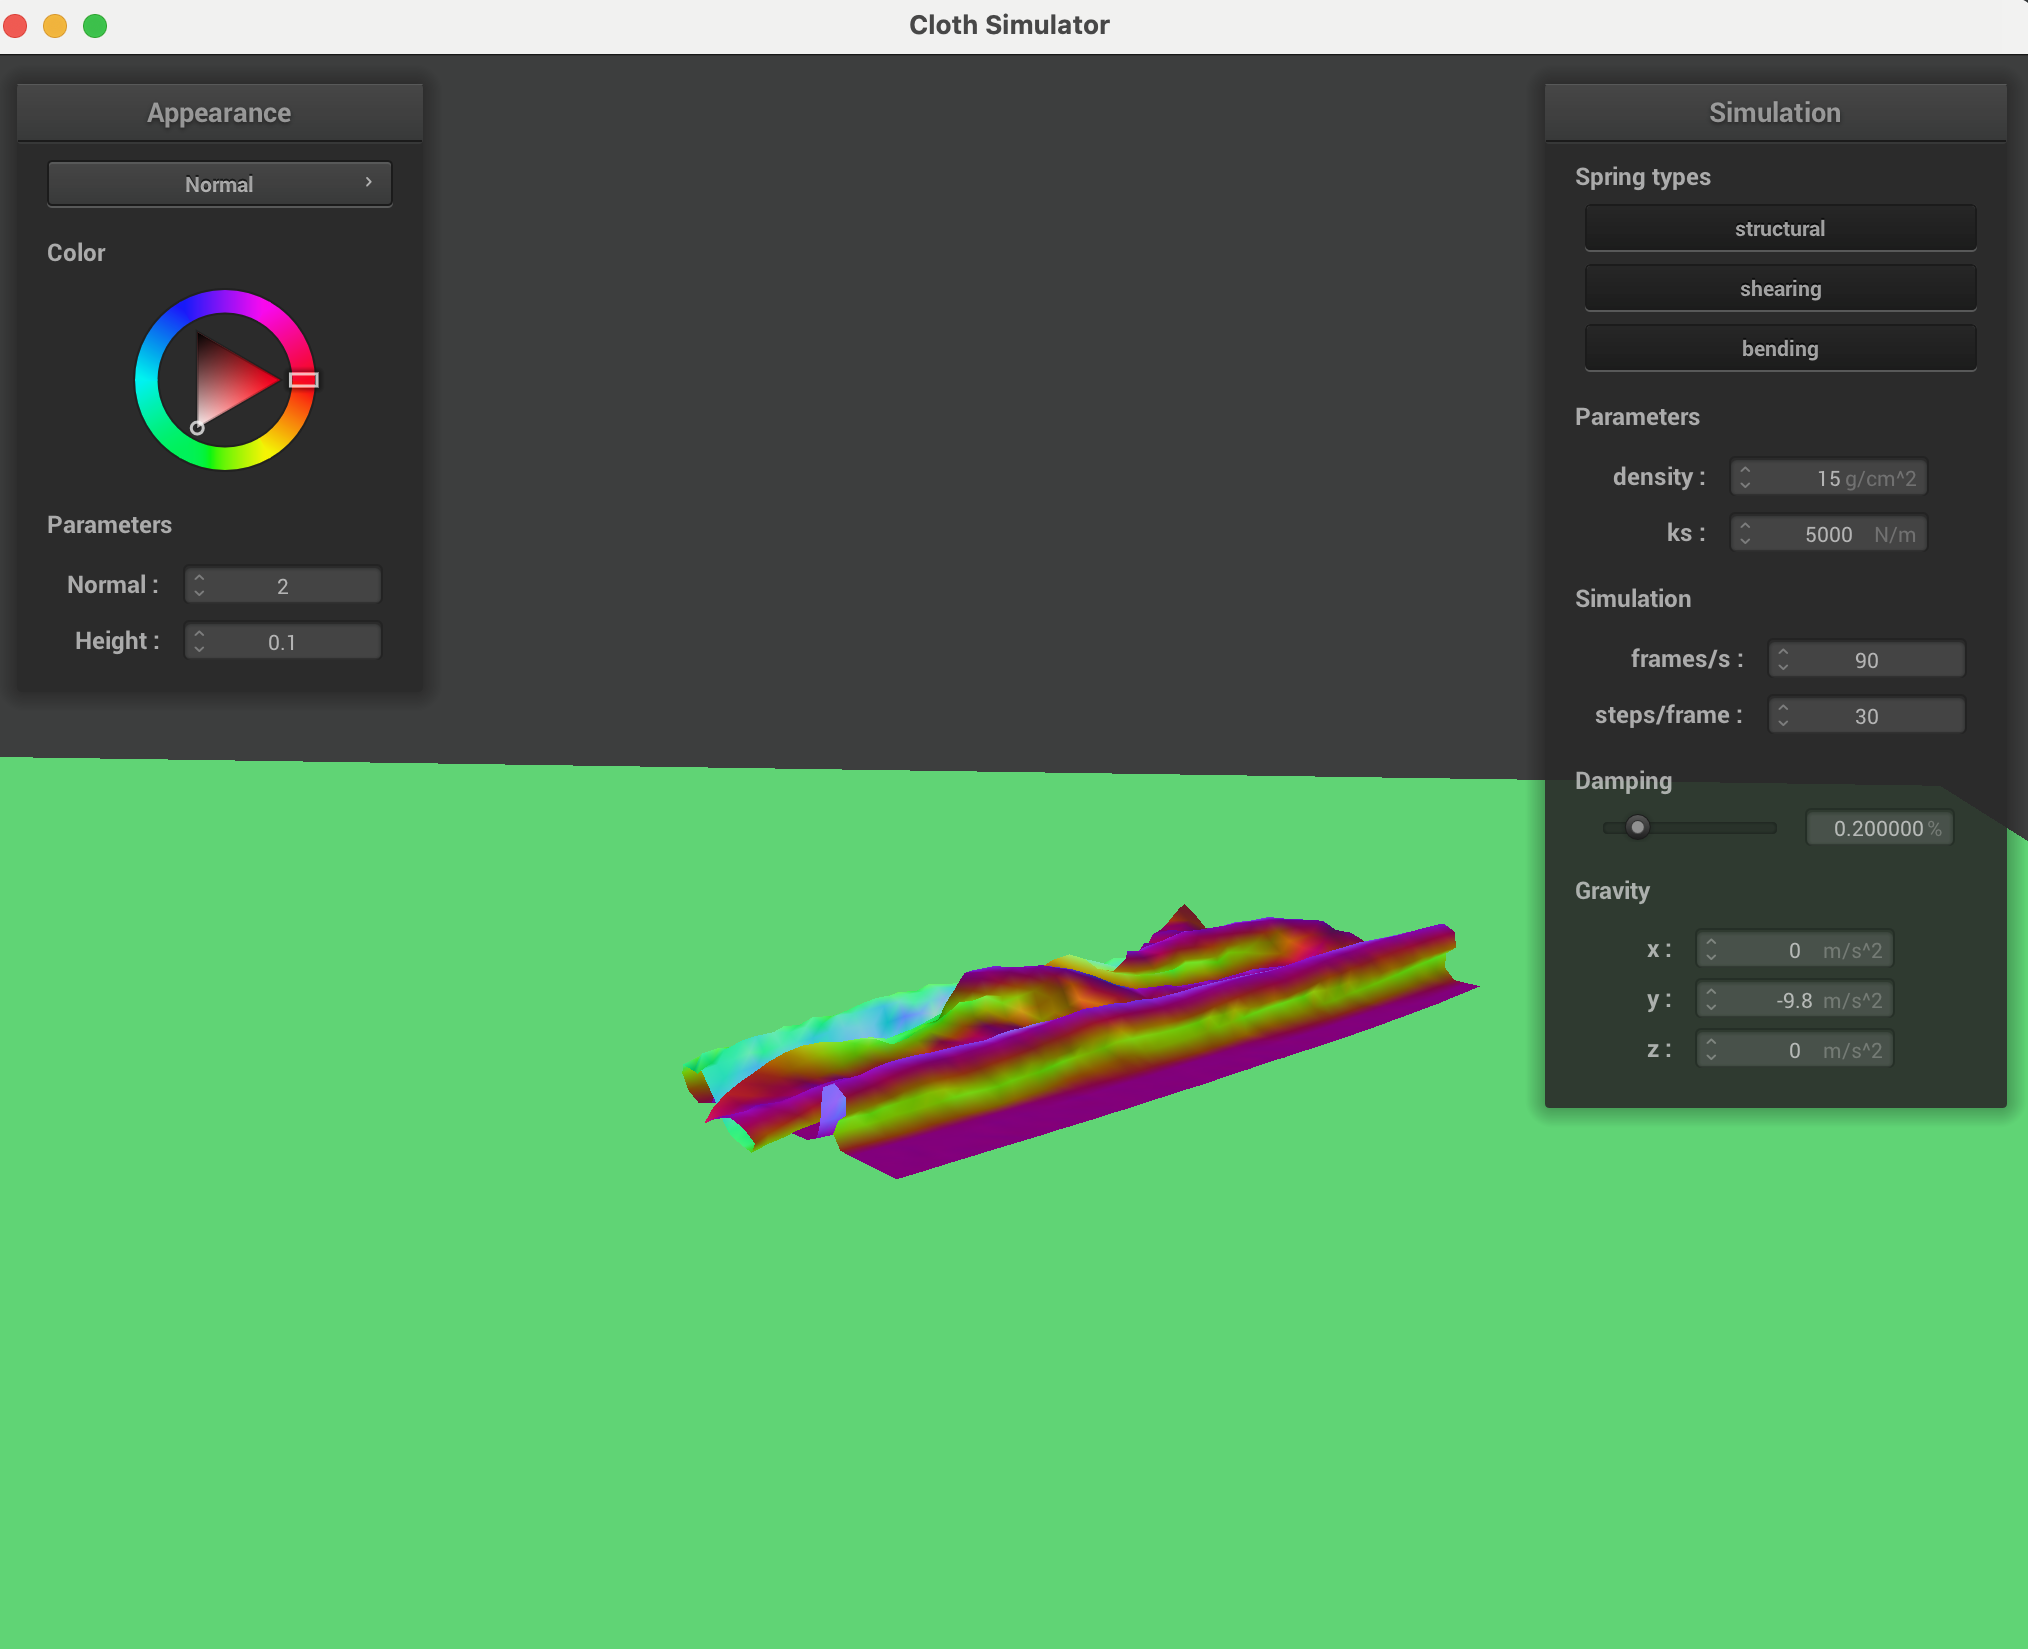 Cloth Simulator
Appearance
Normal
Color
Parameters
Normal : 2
Height : 0.1
Simulation
Spring types
structural
shearing
bending
Parameters
density : 15 g/cm^2
ks : 5000 N/m
Simulation
frames/s : 90
steps/frame : 30
Damping
0.200000 %
Gravity
x : 0 m/s^2
y : -9.8 m/s^2
z : 0 m/s^2